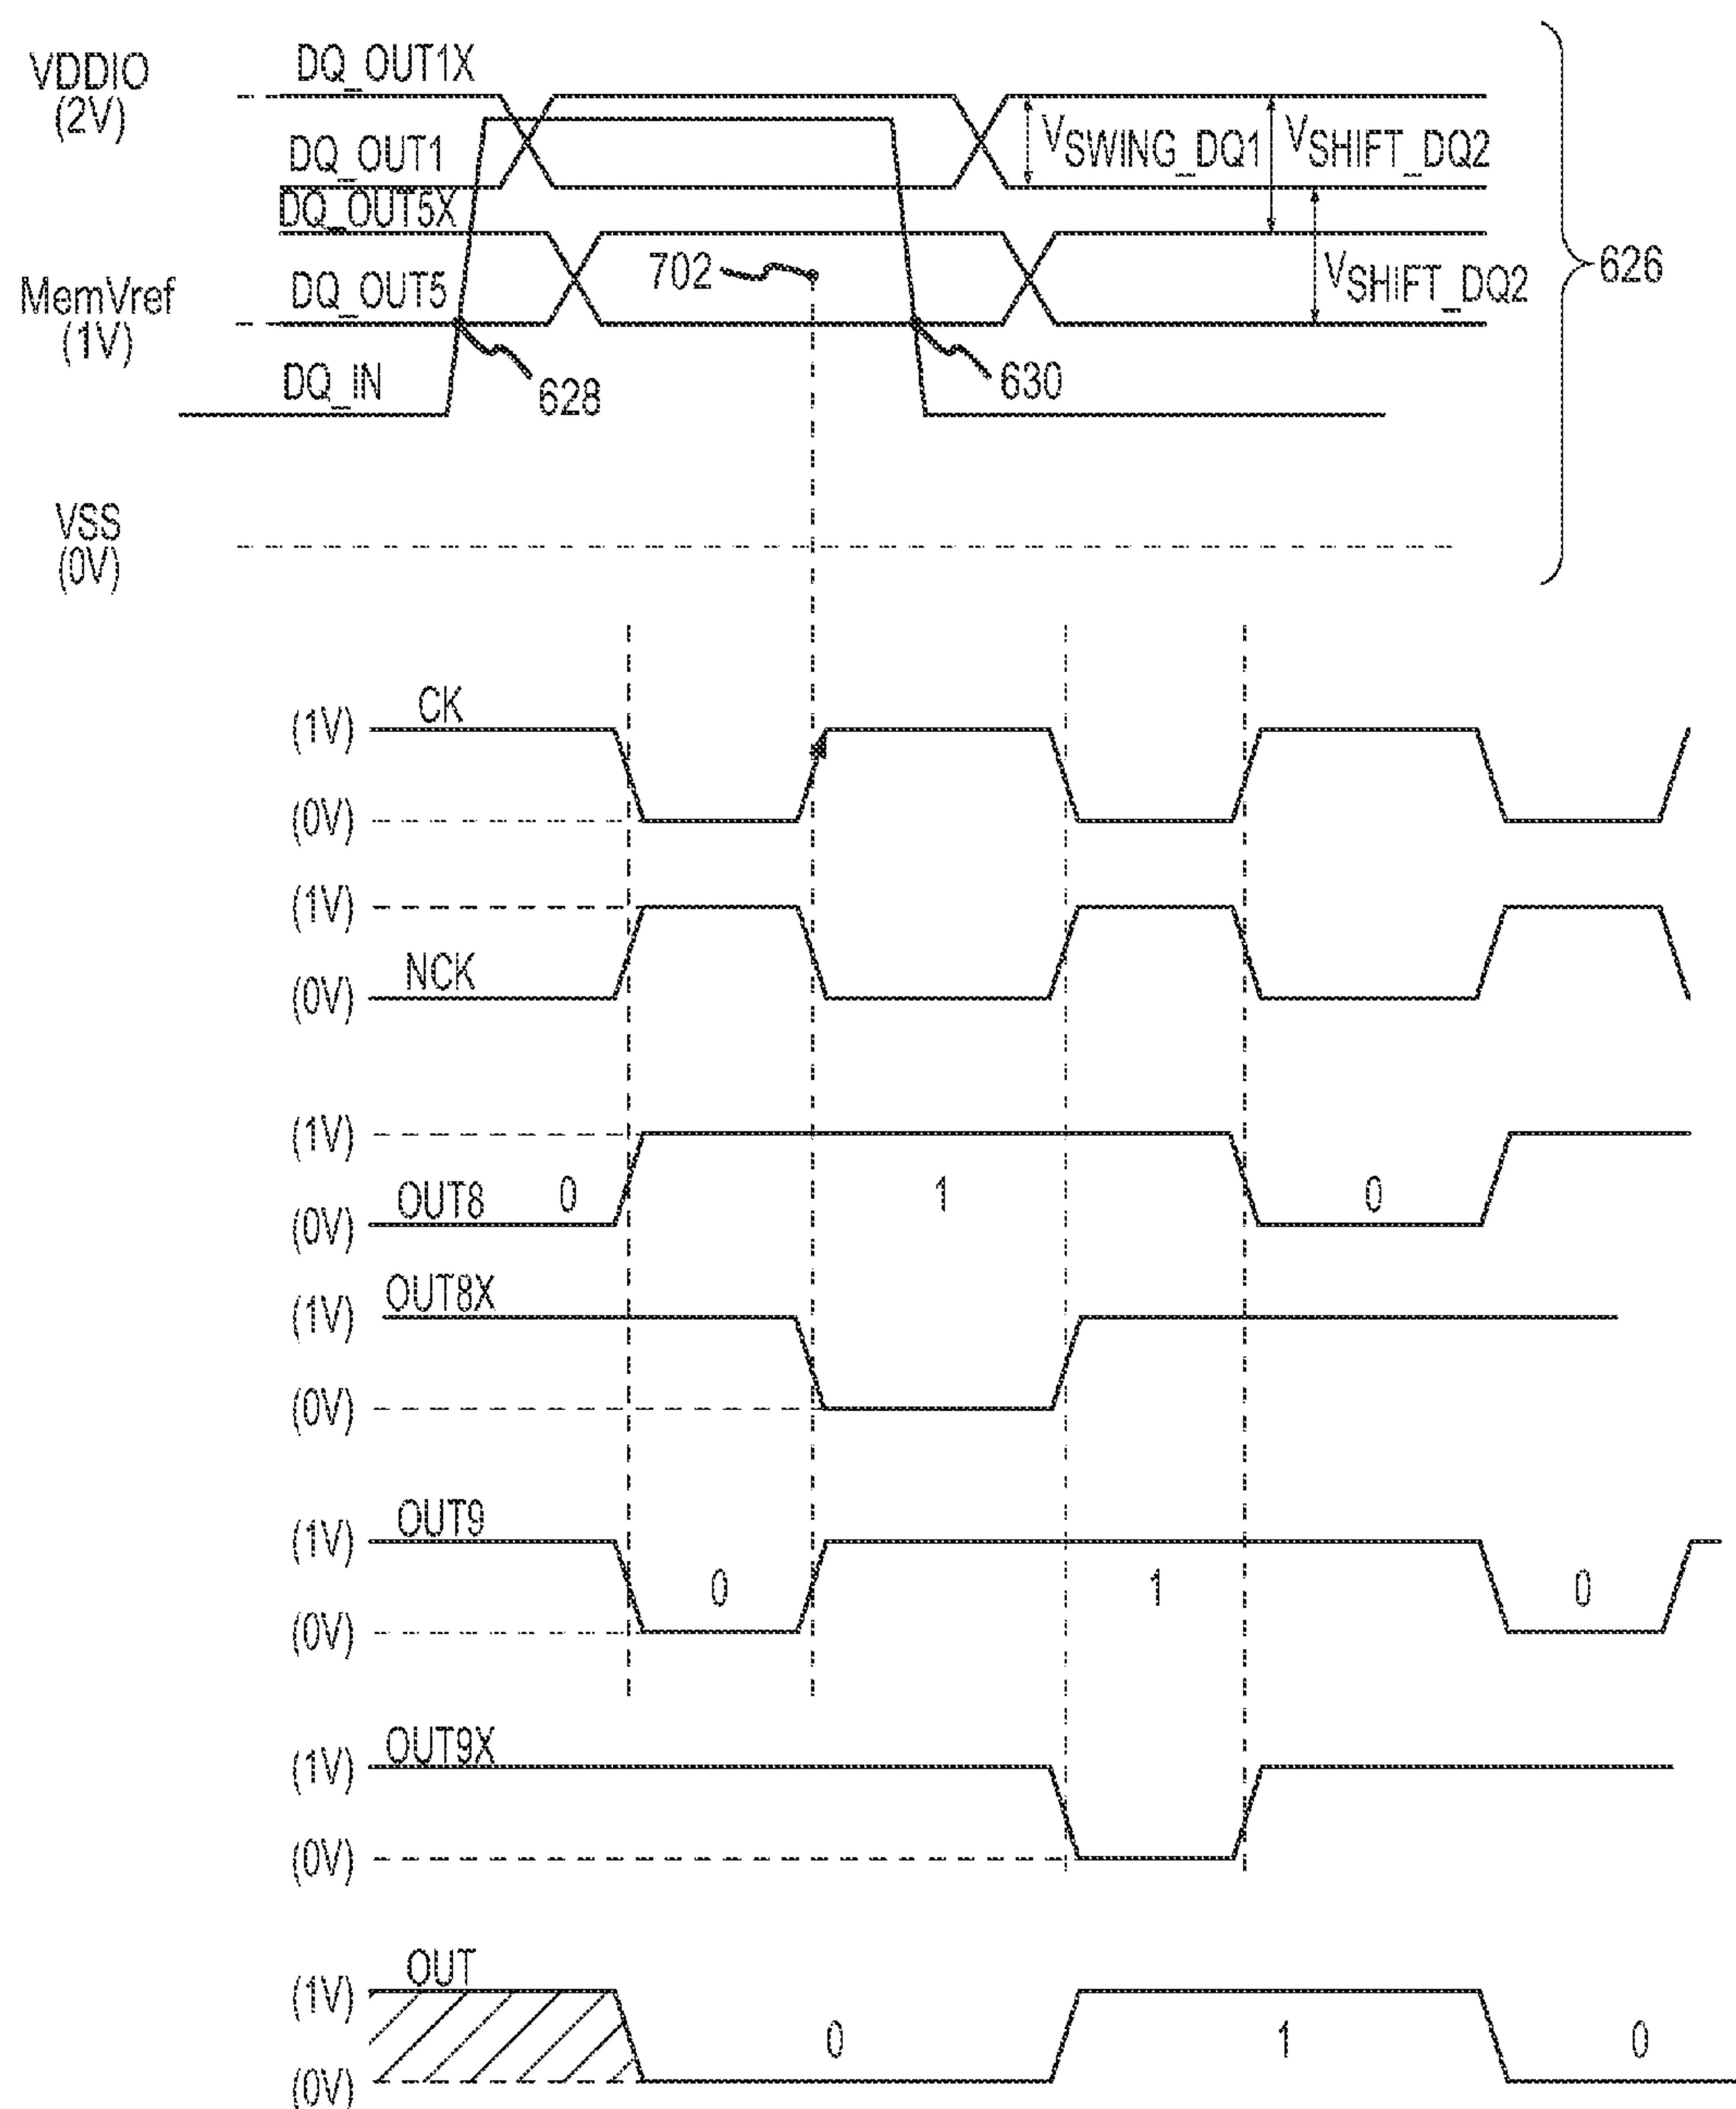 VDDIO
(2V)
DQ_OUT1X
DQ_OUT1
DQ_OUT5X
VSWING_DQ1
VSHIFT_DQ2
MemVref
(1V)
DQ_OUT5
702
VSHIFT_DQ2
626
DQ_IN
628
630
VSS
(0V)
(1V) CK
(0V)
(1V)
(0V) NCK
(1V)
(0V) OUT8 0 1 0
(1V) OUT8X
(0V)
(1V) OUT9
0 1 0
(0V)
(1V) OUT9X
(0V)
(1V) OUT
0 1 0
(0V)